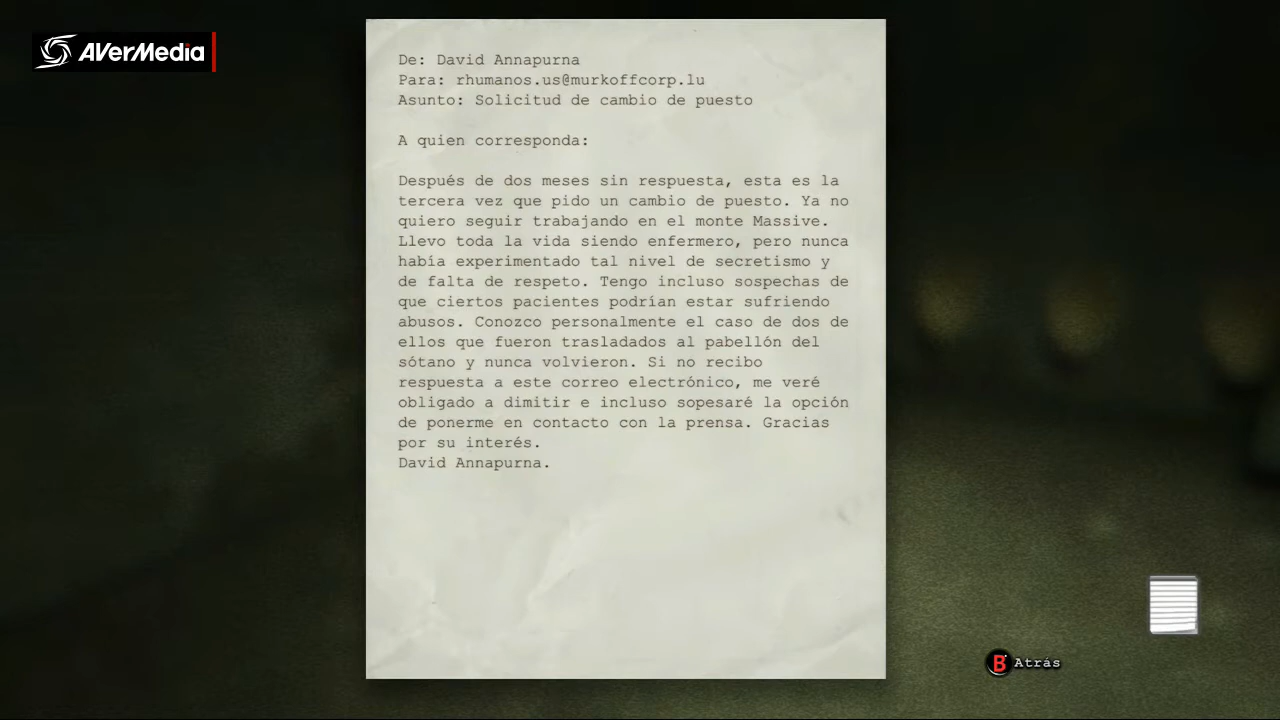 AVerMedia
De: David Annapurna
Para: rhumanos.us@murkoffcorp.lu
Asunto: Solicitud de cambio de puesto
A quien corresponda:
Después de dos meses sin respuesta, esta es la
tercera vez que pido un cambio de puesto. Ya no
quiero seguir trabajando en el monte Massive.
Llevo toda la vida siendo enfermero, pero nunca
había experimentado tal nivel de secretismo y
de falta de respeto. Tengo incluso sospechas de
que ciertos pacientes podrían estar sufriendo
abusos. Conozco personalmente el caso de dos de
ellos que fueron trasladados al pabellón del
sótano y nunca volvieron. Si no recibo
respuesta a este correo electrónico, me veré
obligado a dimitir e incluso sopesaré la opción
de ponerme en contacto con la prensa. Gracias
por su interés.
David Annapurna.
B Atrás